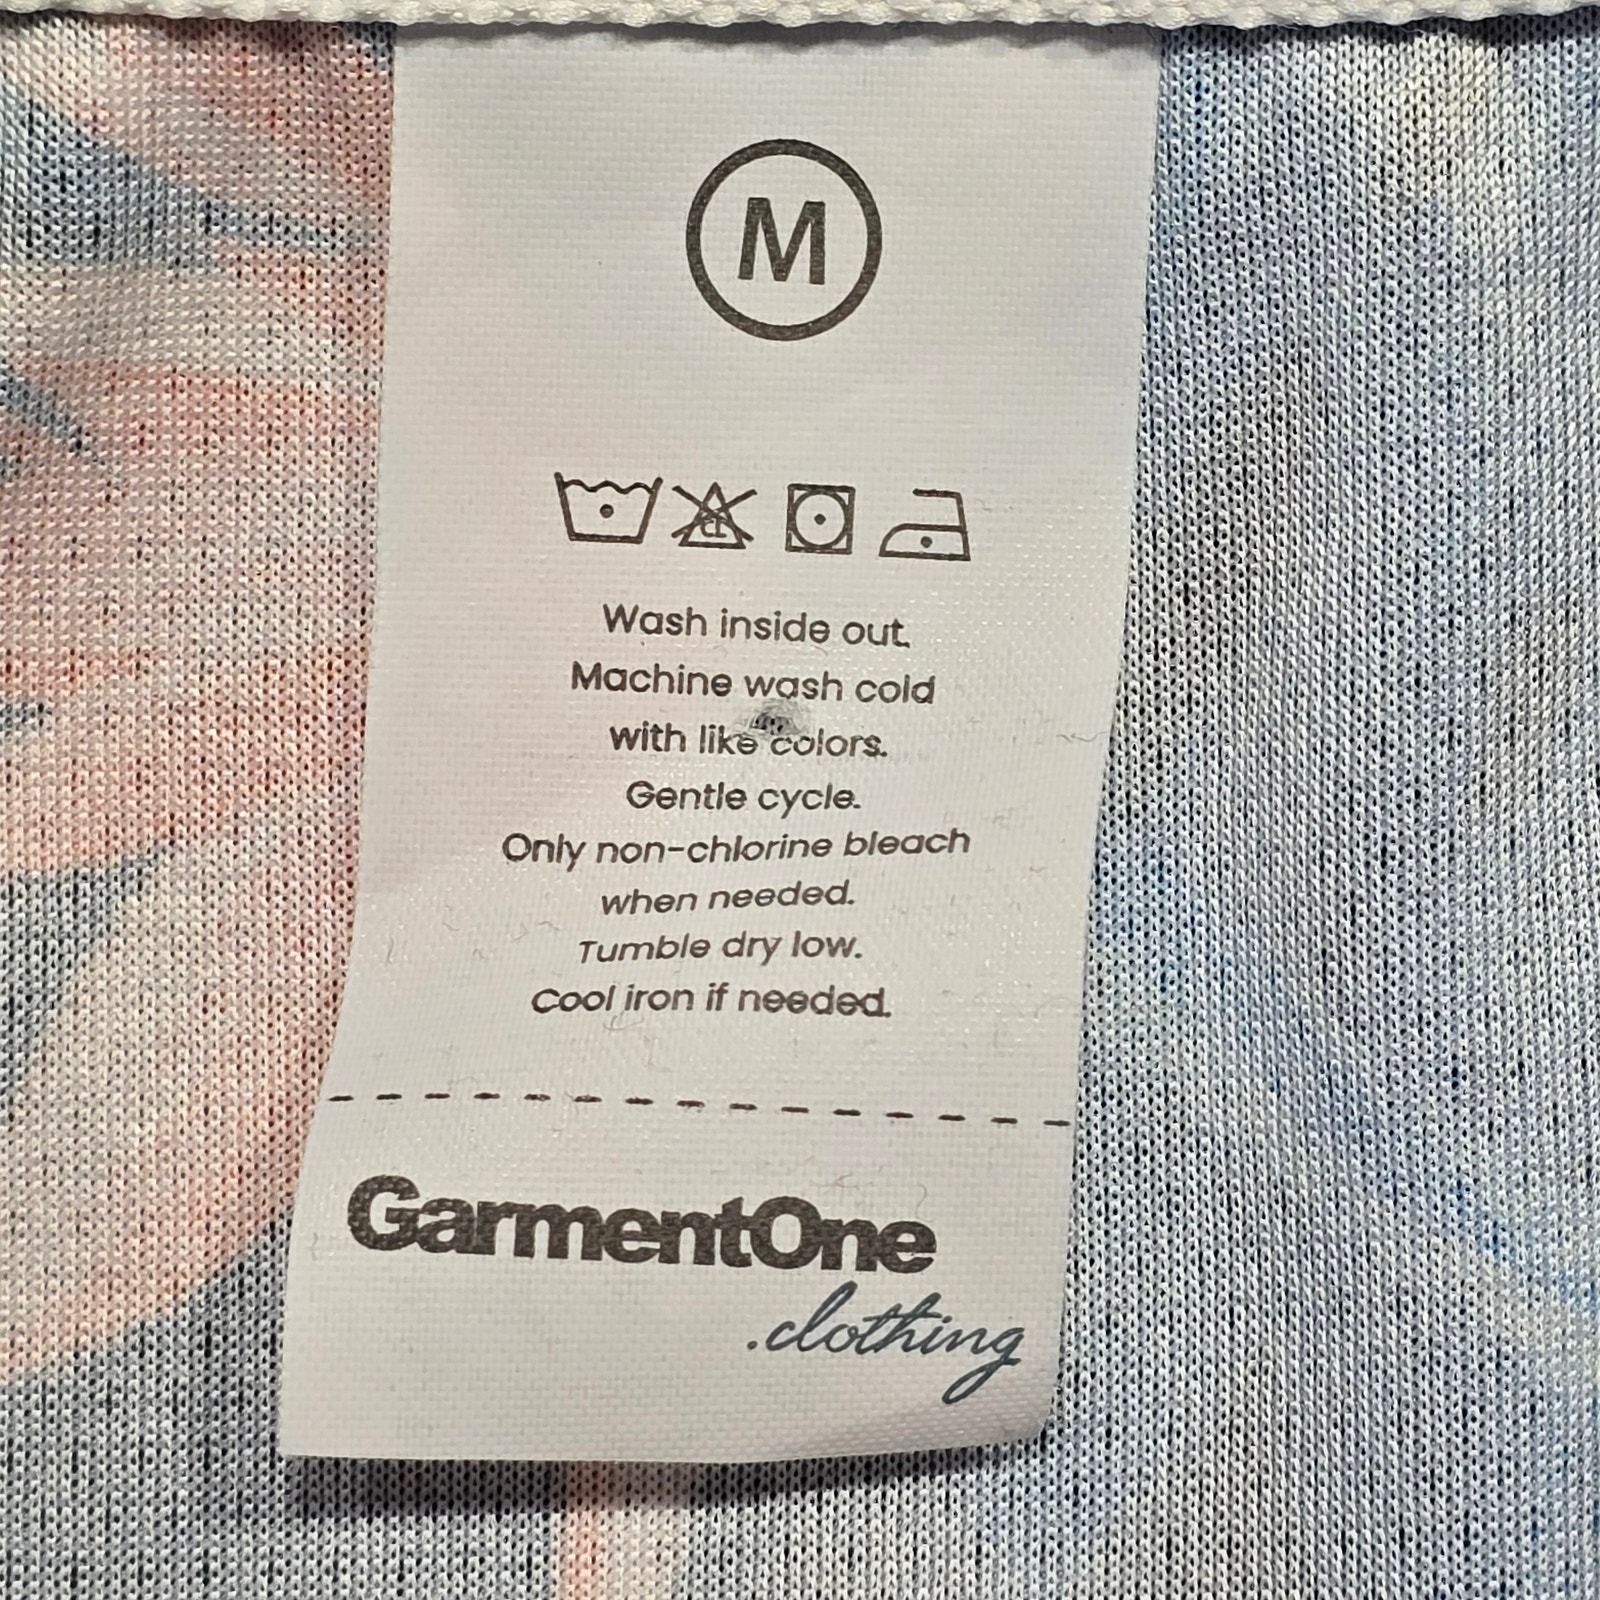 M
cl
Wash inside out.
Machine wash cold
with like colors.
Gentle cycle.
Only non-chlorine bleach
when needed.
Tumble dry low.
Cool iron if needed.
GarmentOne
.clothing